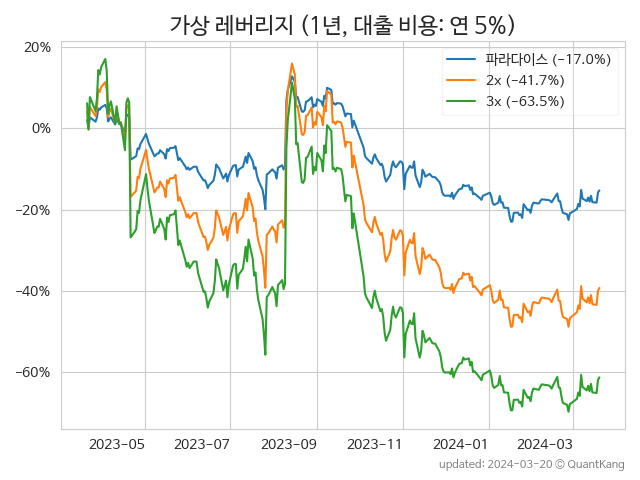 가상 레버리지 (1년, 대출 비용: 연 5%)
20%
0%
−20%
−40%
−60%
파라다이스 (−17.0%)
2x (−41.7%)
3x (−63.5%)
2023-05
2023-07
2023-09
2023-11
2024-01
2024-03
updated: 2024-03-20 © QuantKang